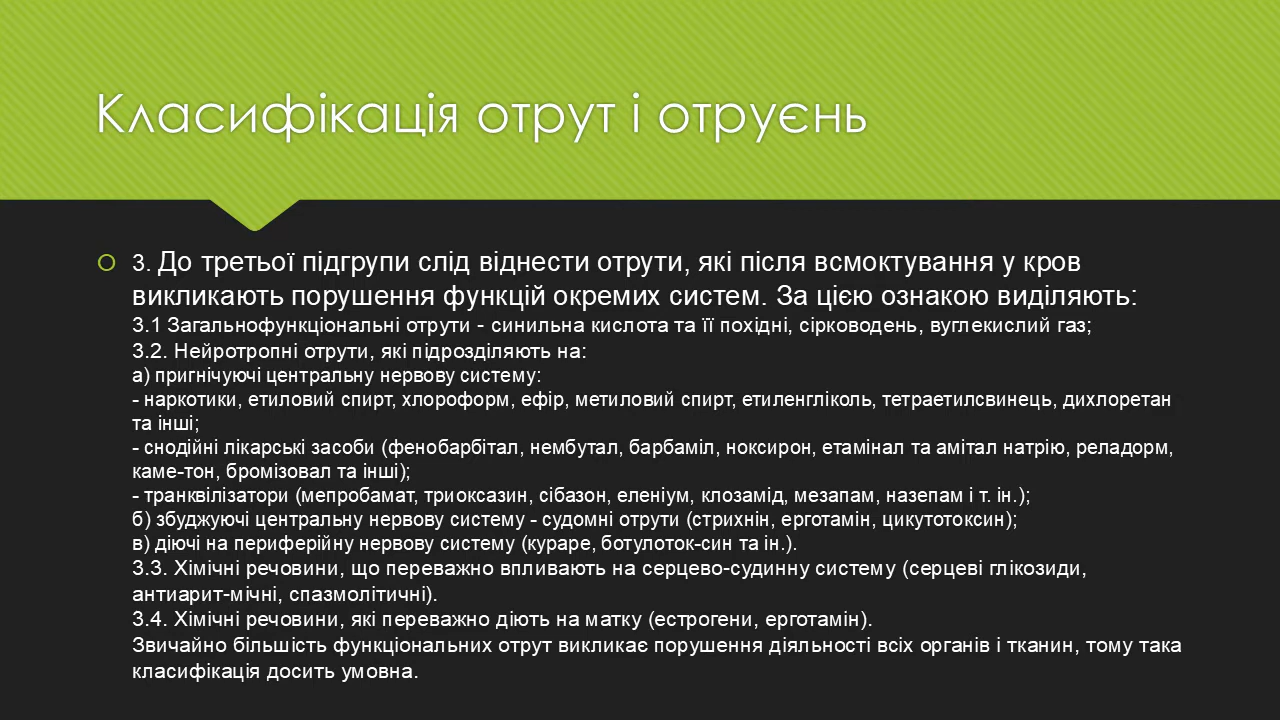 Класифікація отрут і отруєнь
3. До третьої підгрупи слід віднести отрути, які після всмоктування у кров
викликають порушення функцій окремих систем. За цією ознакою виділяють:
3.1 Загальнофункціональні отрути - синильна кислота та її похідні, сірководень, вуглекислий газ;
3.2. Нейротропні отрути, які підрозділяють на:
а) пригнічуючі центральну нервову систему:
- наркотики, етиловий спирт, хлороформ, ефір, метиловий спирт, етиленгліколь, тетраетилсвинець, дихлоретан
та інші;
- снодійні лікарські засоби (фенобарбітал, нембутал, барбаміл, ноксирон, етамінал та амітал натрію, реладорм,
каме-тон, бромізовал та інші);
- транквілізатори (мепробамат, триоксазин, сібазон, еленіум, клозамід, мезапам, назепам і т. ін.);
б) збуджуючі центральну нервову систему - судомні отрути (стрихнін, ерготамін, цикутотоксин);
в) діючі на периферійну нервову систему (кураре, ботулоток-син та ін.).
3.3. Хімічні речовини, що переважно впливають на серцево-судинну систему (серцеві глікозиди,
антиарит-мічні, спазмолітичні).
3.4. Хімічні речовини, які переважно діють на матку (естрогени, ерготамін).
Звичайно більшість функціональних отрут викликає порушення діяльності всіх органів і тканин, тому така
класифікація досить умовна.